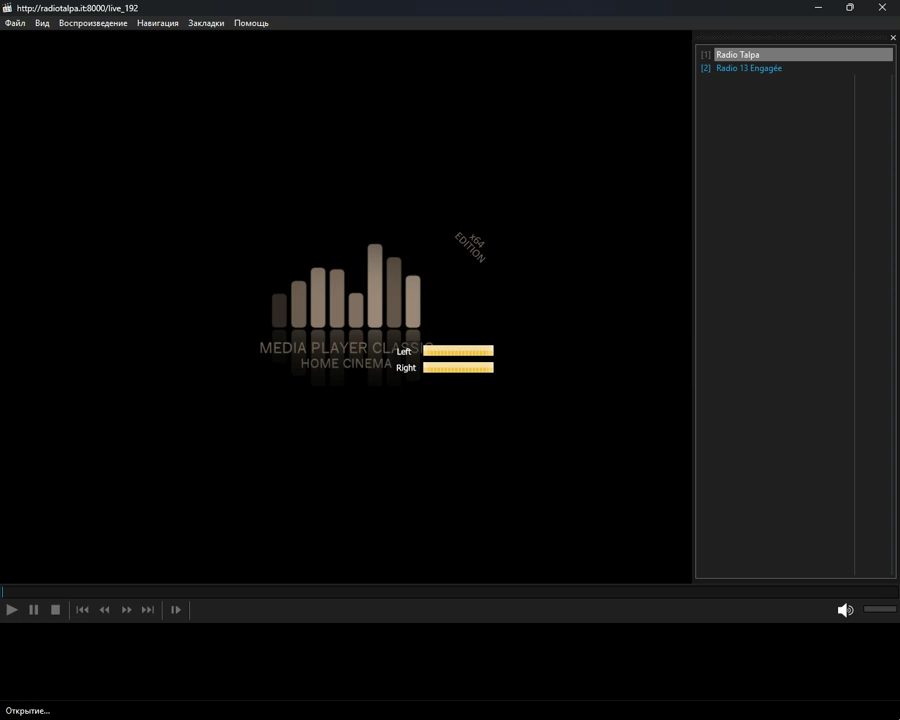 http://radiotalpa.it:8000/live_192
Файл Вид Воспроизведение Навигация Закладки Помощь
[1] Radio Talpa
[2] Radio 13 Engagée
x64
EDITION
MEDIA PLAYER CLASSIC
HOME CINEMA
Left
Right
Открытие...